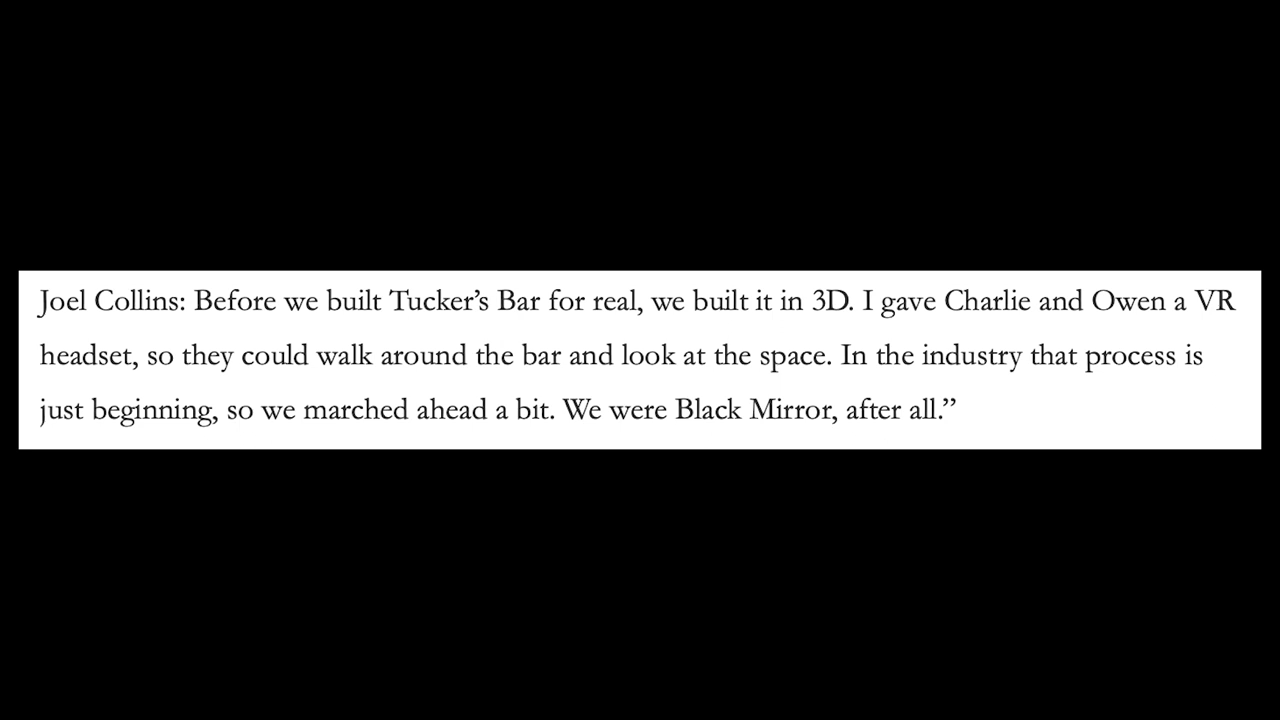 Joel Collins: Before we built Tucker’s Bar for real, we built it in 3D. I gave Charlie and Owen a VR
headset, so they could walk around the bar and look at the space. In the industry that process is
just beginning, so we marched ahead a bit. We were Black Mirror, after all.”